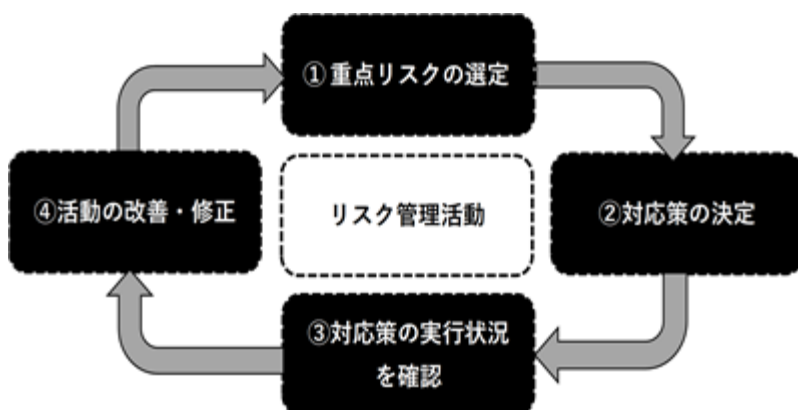 ① 重点リスクの選定
④活動の改善・修正
リスク管理活動
②対応策の決定
③対応策の実行状況
を確認